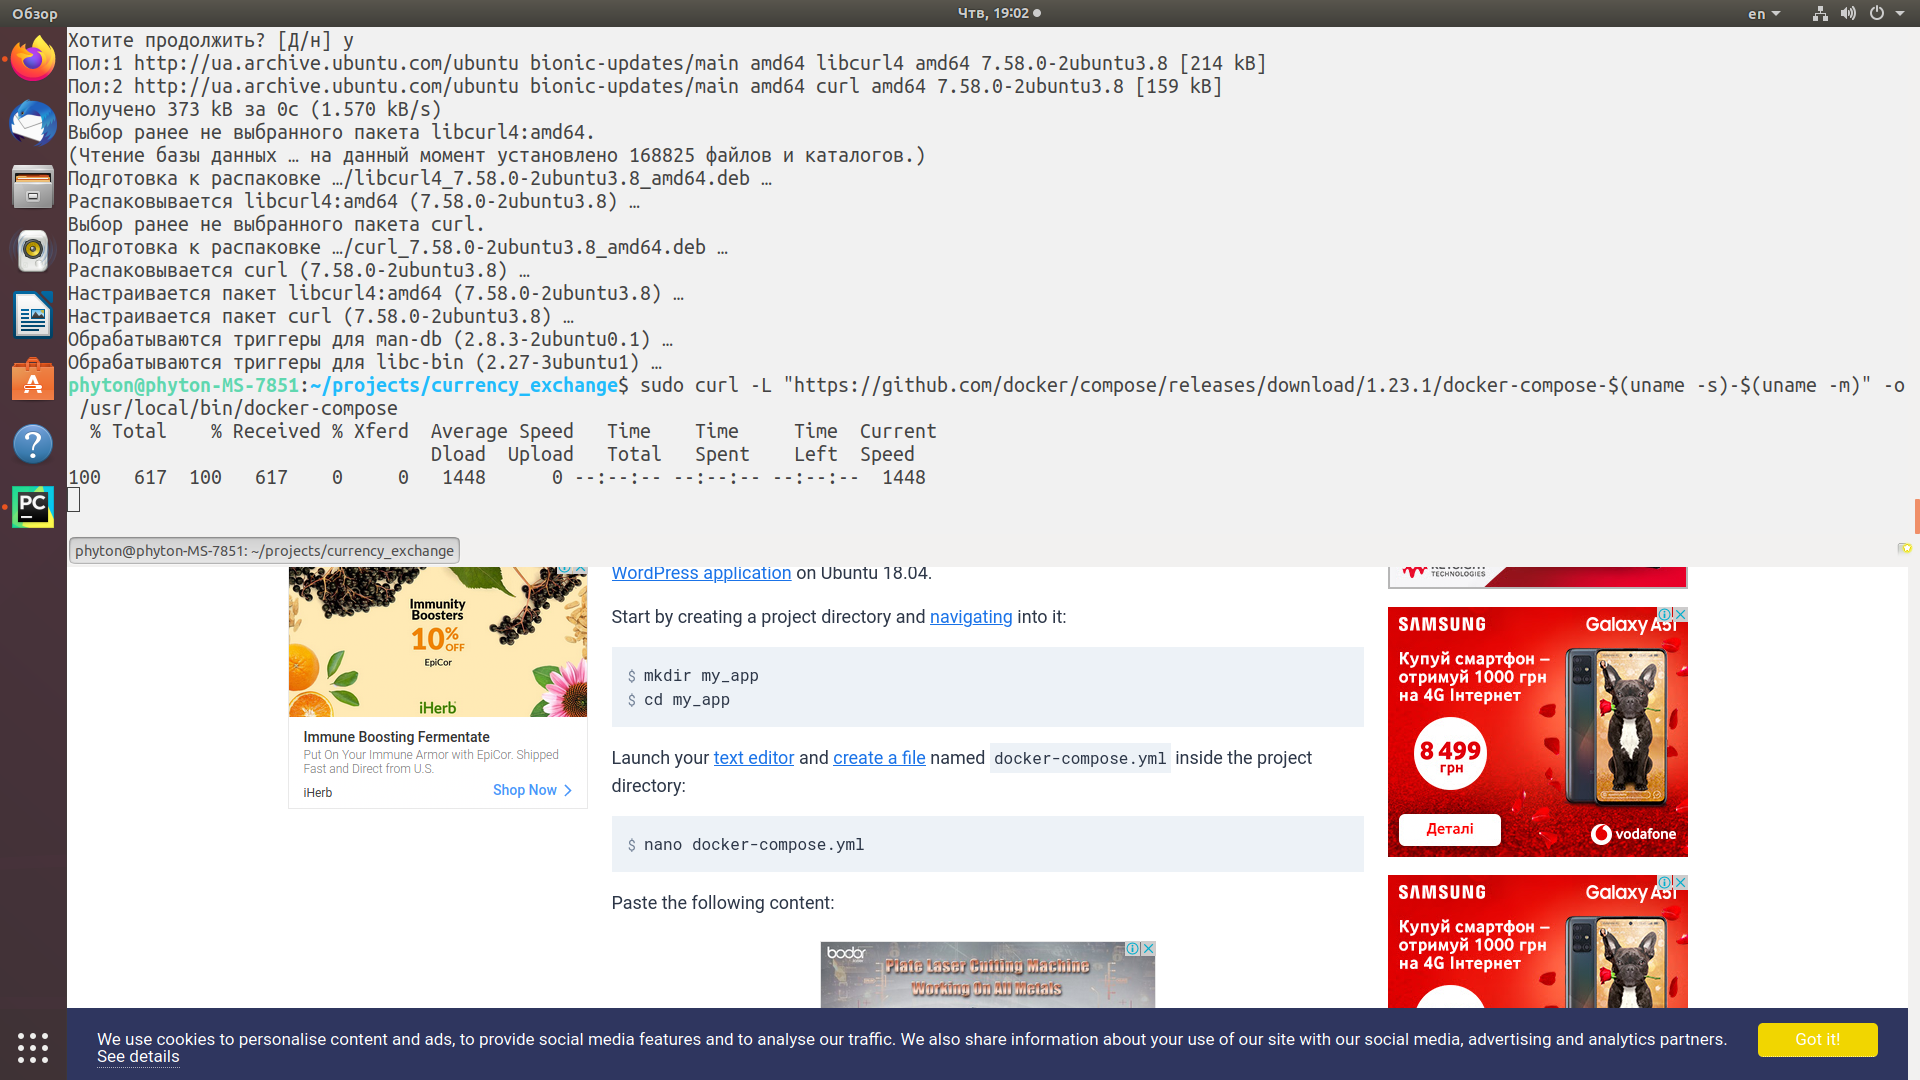 Обзор
Чтв, 19:02
en
Хотите продолжить? [Д/н] y
Пол:1 http://ua.archive.ubuntu.com/ubuntu bionic-updates/main amd64 libcurl4 amd64 7.58.0-2ubuntu3.8 [214 kB]
Пол:2 http://ua.archive.ubuntu.com/ubuntu bionic-updates/main amd64 curl amd64 7.58.0-2ubuntu3.8 [159 kB]
Получено 373 kB за 0с (1.570 kB/s)
Выбор ранее не выбранного пакета libcurl4:amd64.
(Чтение базы данных … на данный момент установлено 168825 файлов и каталогов.)
Подготовка к распаковке …/libcurl4_7.58.0-2ubuntu3.8_amd64.deb …
Распаковывается libcurl4:amd64 (7.58.0-2ubuntu3.8) …
Выбор ранее не выбранного пакета curl.
Подготовка к распаковке …/curl_7.58.0-2ubuntu3.8_amd64.deb …
Распаковывается curl (7.58.0-2ubuntu3.8) …
Настраивается пакет libcurl4:amd64 (7.58.0-2ubuntu3.8) …
Настраивается пакет curl (7.58.0-2ubuntu3.8) …
Обрабатываются триггеры для man-db (2.8.3-2ubuntu0.1) …
Обрабатываются триггеры для libc-bin (2.27-3ubuntu1) …
phyton@phyton-MS-7851:~/projects/currency_exchange$ sudo curl -L "https://github.com/docker/compose/releases/download/1.23.1/docker-compose-$(uname -s)-$(uname -m)" -o
/usr/local/bin/docker-compose
% Total % Received % Xferd Average Speed Time Time Time Current
Dload Upload Total Spent Left Speed
100 617 100 617 0 0 1448 0 --:--:-- --:--:-- --:--:-- 1448
phyton@phyton-MS-7851: ~/projects/currency_exchange
PC
Immunity
Boosters
10% OFF
EpiCor
iHerb
Immune Boosting Fermentate
Put On Your Immune Armor with EpiCor. Shipped
Fast and Direct from U.S.
iHerb
Shop Now
WordPress application on Ubuntu 18.04.
Start by creating a project directory and navigating into it:
$ mkdir my_app
$ cd my_app
Launch your text editor and create a file named docker-compose.yml inside the project
directory:
$ nano docker-compose.yml
Paste the following content:
bodor
Plate Laser Cutting Machine
Working On All Metals
TECHNOLOGIES
SAMSUNG Galaxy A51
Купуй смартфон –
отримуй 1000 грн
на 4G Інтернет
8 499
грн
Деталі
vodafone
SAMSUNG Galaxy A51
Купуй смартфон –
отримуй 1000 грн
на 4G Інтернет
We use cookies to personalise content and ads, to provide social media features and to analyse our traffic. We also share information about your use of our site with our social media, advertising and analytics partners.
See details
Got it!